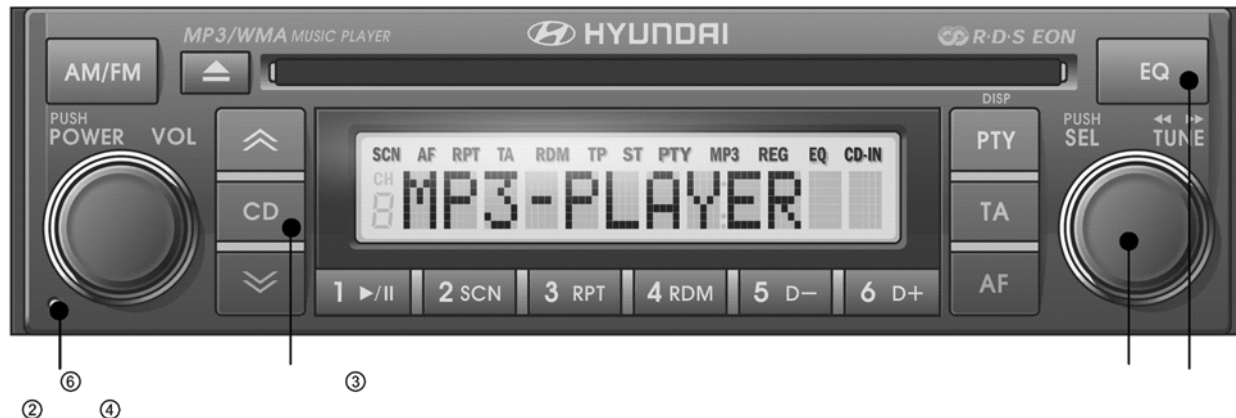 MP3/WMA MUSIC PLAYER HYUNDAI R·D·S EON
AM/FM EQ
DISP
PUSH POWER VOL PTY PUSH SEL ◀◀ ▶▶ TUNE
SCN AF RPT TA RDM TP ST PTY MP3 REG EQ CD-IN
CH
MP3-PLAYER
CD TA
1 ▶/II 2 SCN 3 RPT 4 RDM 5 D− 6 D+ AF
⑥ ③
② ④